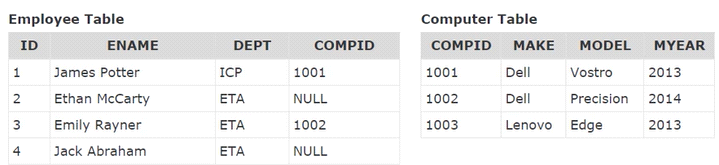 Employee Table
ID ENAME DEPT COMPID
1 James Potter ICP 1001
2 Ethan McCarty ETA NULL
3 Emily Rayner ETA 1002
4 Jack Abraham ETA NULL
Computer Table
COMPID MAKE MODEL MYEAR
1001 Dell Vostro 2013
1002 Dell Precision 2014
1003 Lenovo Edge 2013